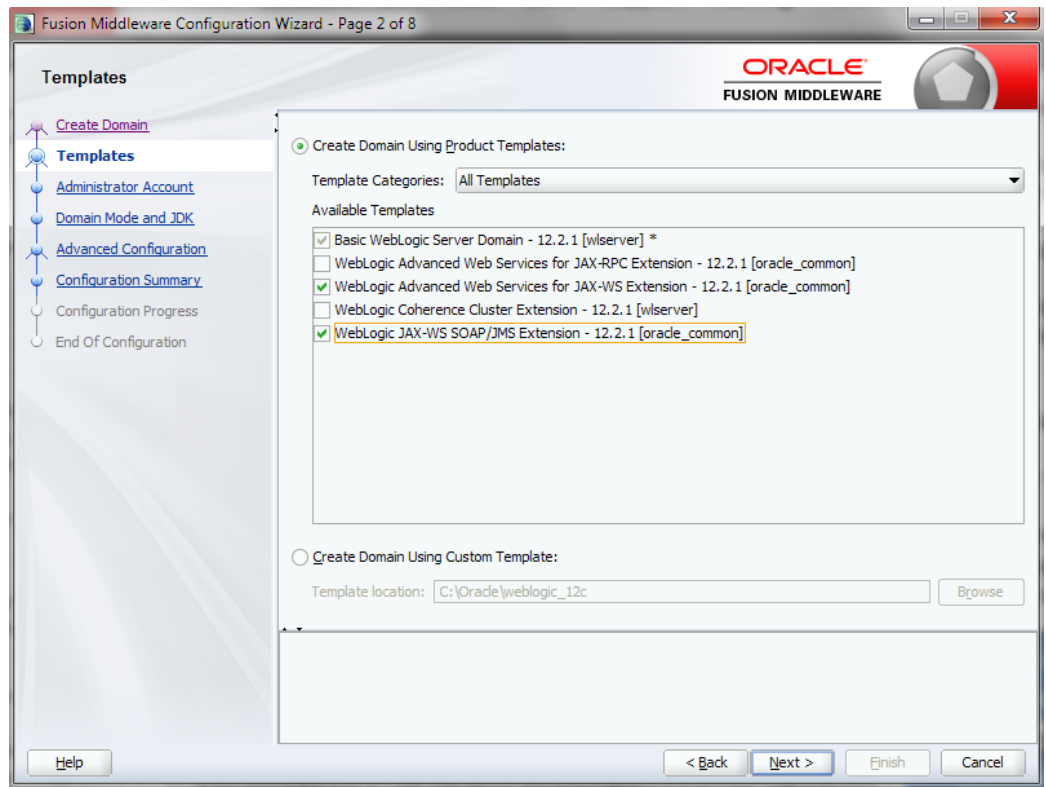 Fusion Middleware Configuration Wizard - Page 2 of 8
Templates
ORACLE
FUSION MIDDLEWARE
Create Domain
Templates
Administrator Account
Domain Mode and JDK
Advanced Configuration
Configuration Summary
Configuration Progress
End Of Configuration
Create Domain Using Product Templates:
Template Categories: All Templates
Available Templates
Basic WebLogic Server Domain - 12.2.1 [wlserver] *
WebLogic Advanced Web Services for JAX-RPC Extension - 12.2.1 [oracle_common]
WebLogic Advanced Web Services for JAX-WS Extension - 12.2.1 [oracle_common]
WebLogic Coherence Cluster Extension - 12.2.1 [wlserver]
WebLogic JAX-WS SOAP/JMS Extension - 12.2.1 [oracle_common]
Create Domain Using Custom Template:
Template location: C:\Oracle\weblogic_12c Browse
Help < Back Next > Finish Cancel